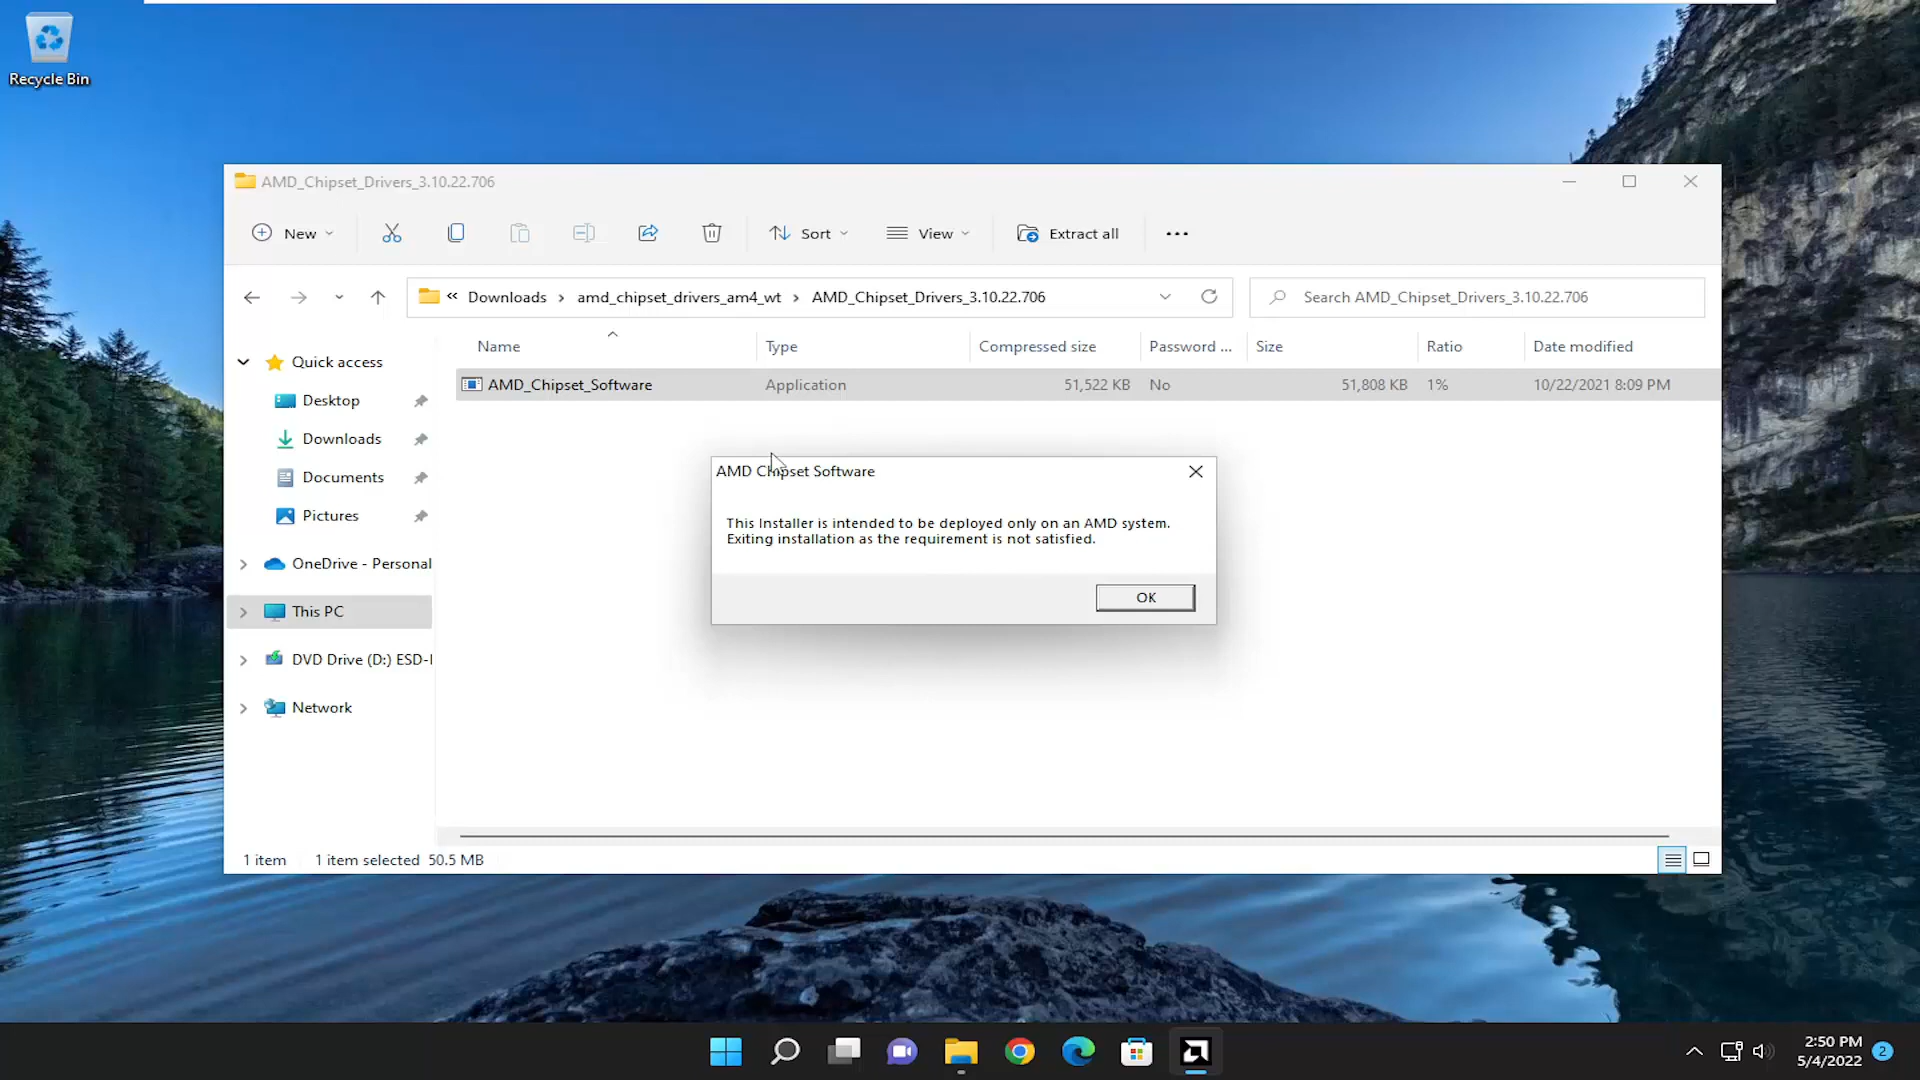 Recycle Bin
AMD_Chipset_Drivers_3.10.22.706
New
Sort
View
Extract all
« Downloads › amd_chipset_drivers_am4_wt › AMD_Chipset_Drivers_3.10.22.706
Search AMD_Chipset_Drivers_3.10.22.706
Name Type Compressed size Password ... Size Ratio Date modified
AMD_Chipset_Software Application 51,522 KB No 51,808 KB 1% 10/22/2021 8:09 PM
Quick access
Desktop
Downloads
Documents
Pictures
OneDrive - Personal
This PC
DVD Drive (D:) ESD-I
Network
AMD Chipset Software
This Installer is intended to be deployed only on an AMD system.
Exiting installation as the requirement is not satisfied.
OK
1 item 1 item selected 50.5 MB
2:50 PM
5/4/2022
2